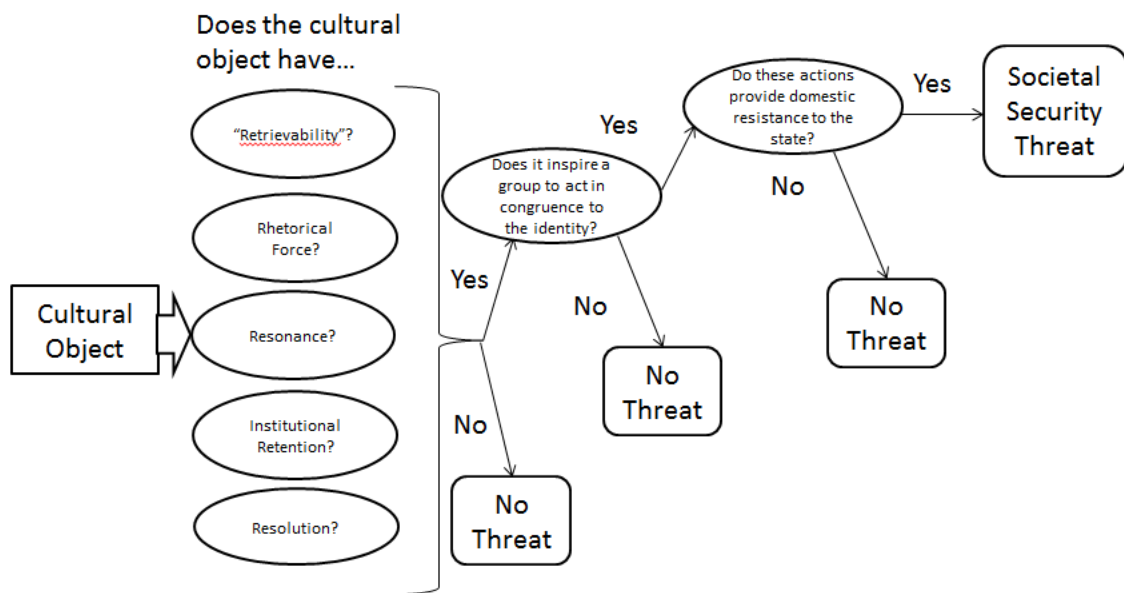 Does the cultural
object have...
"Retrievability"?
Rhetorical
Force?
Resonance?
Institutional
Retention?
Resolution?
Cultural
Object
Yes
No
No
Threat
Does it inspire a
group to act in
congruence to
the identity?
Yes
No
No
Threat
Do these actions
provide domestic
resistance to the
state?
Yes
No
No
Threat
Societal
Security
Threat